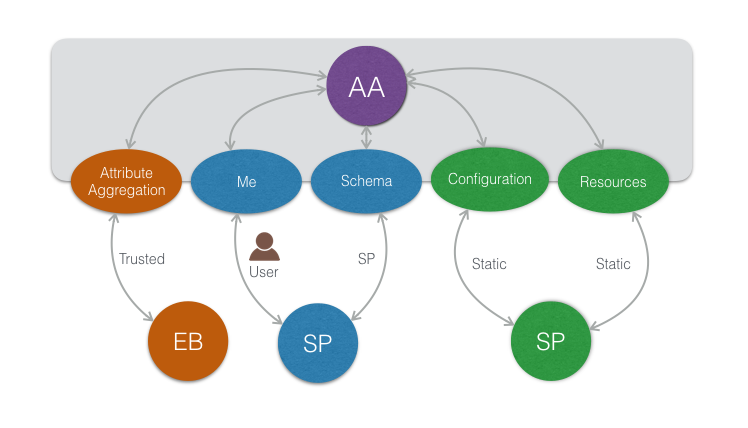 AA
Attribute
Aggregation
Me
Schema
Configuration
Resources
Trusted
User
SP
Static
Static
EB
SP
SP